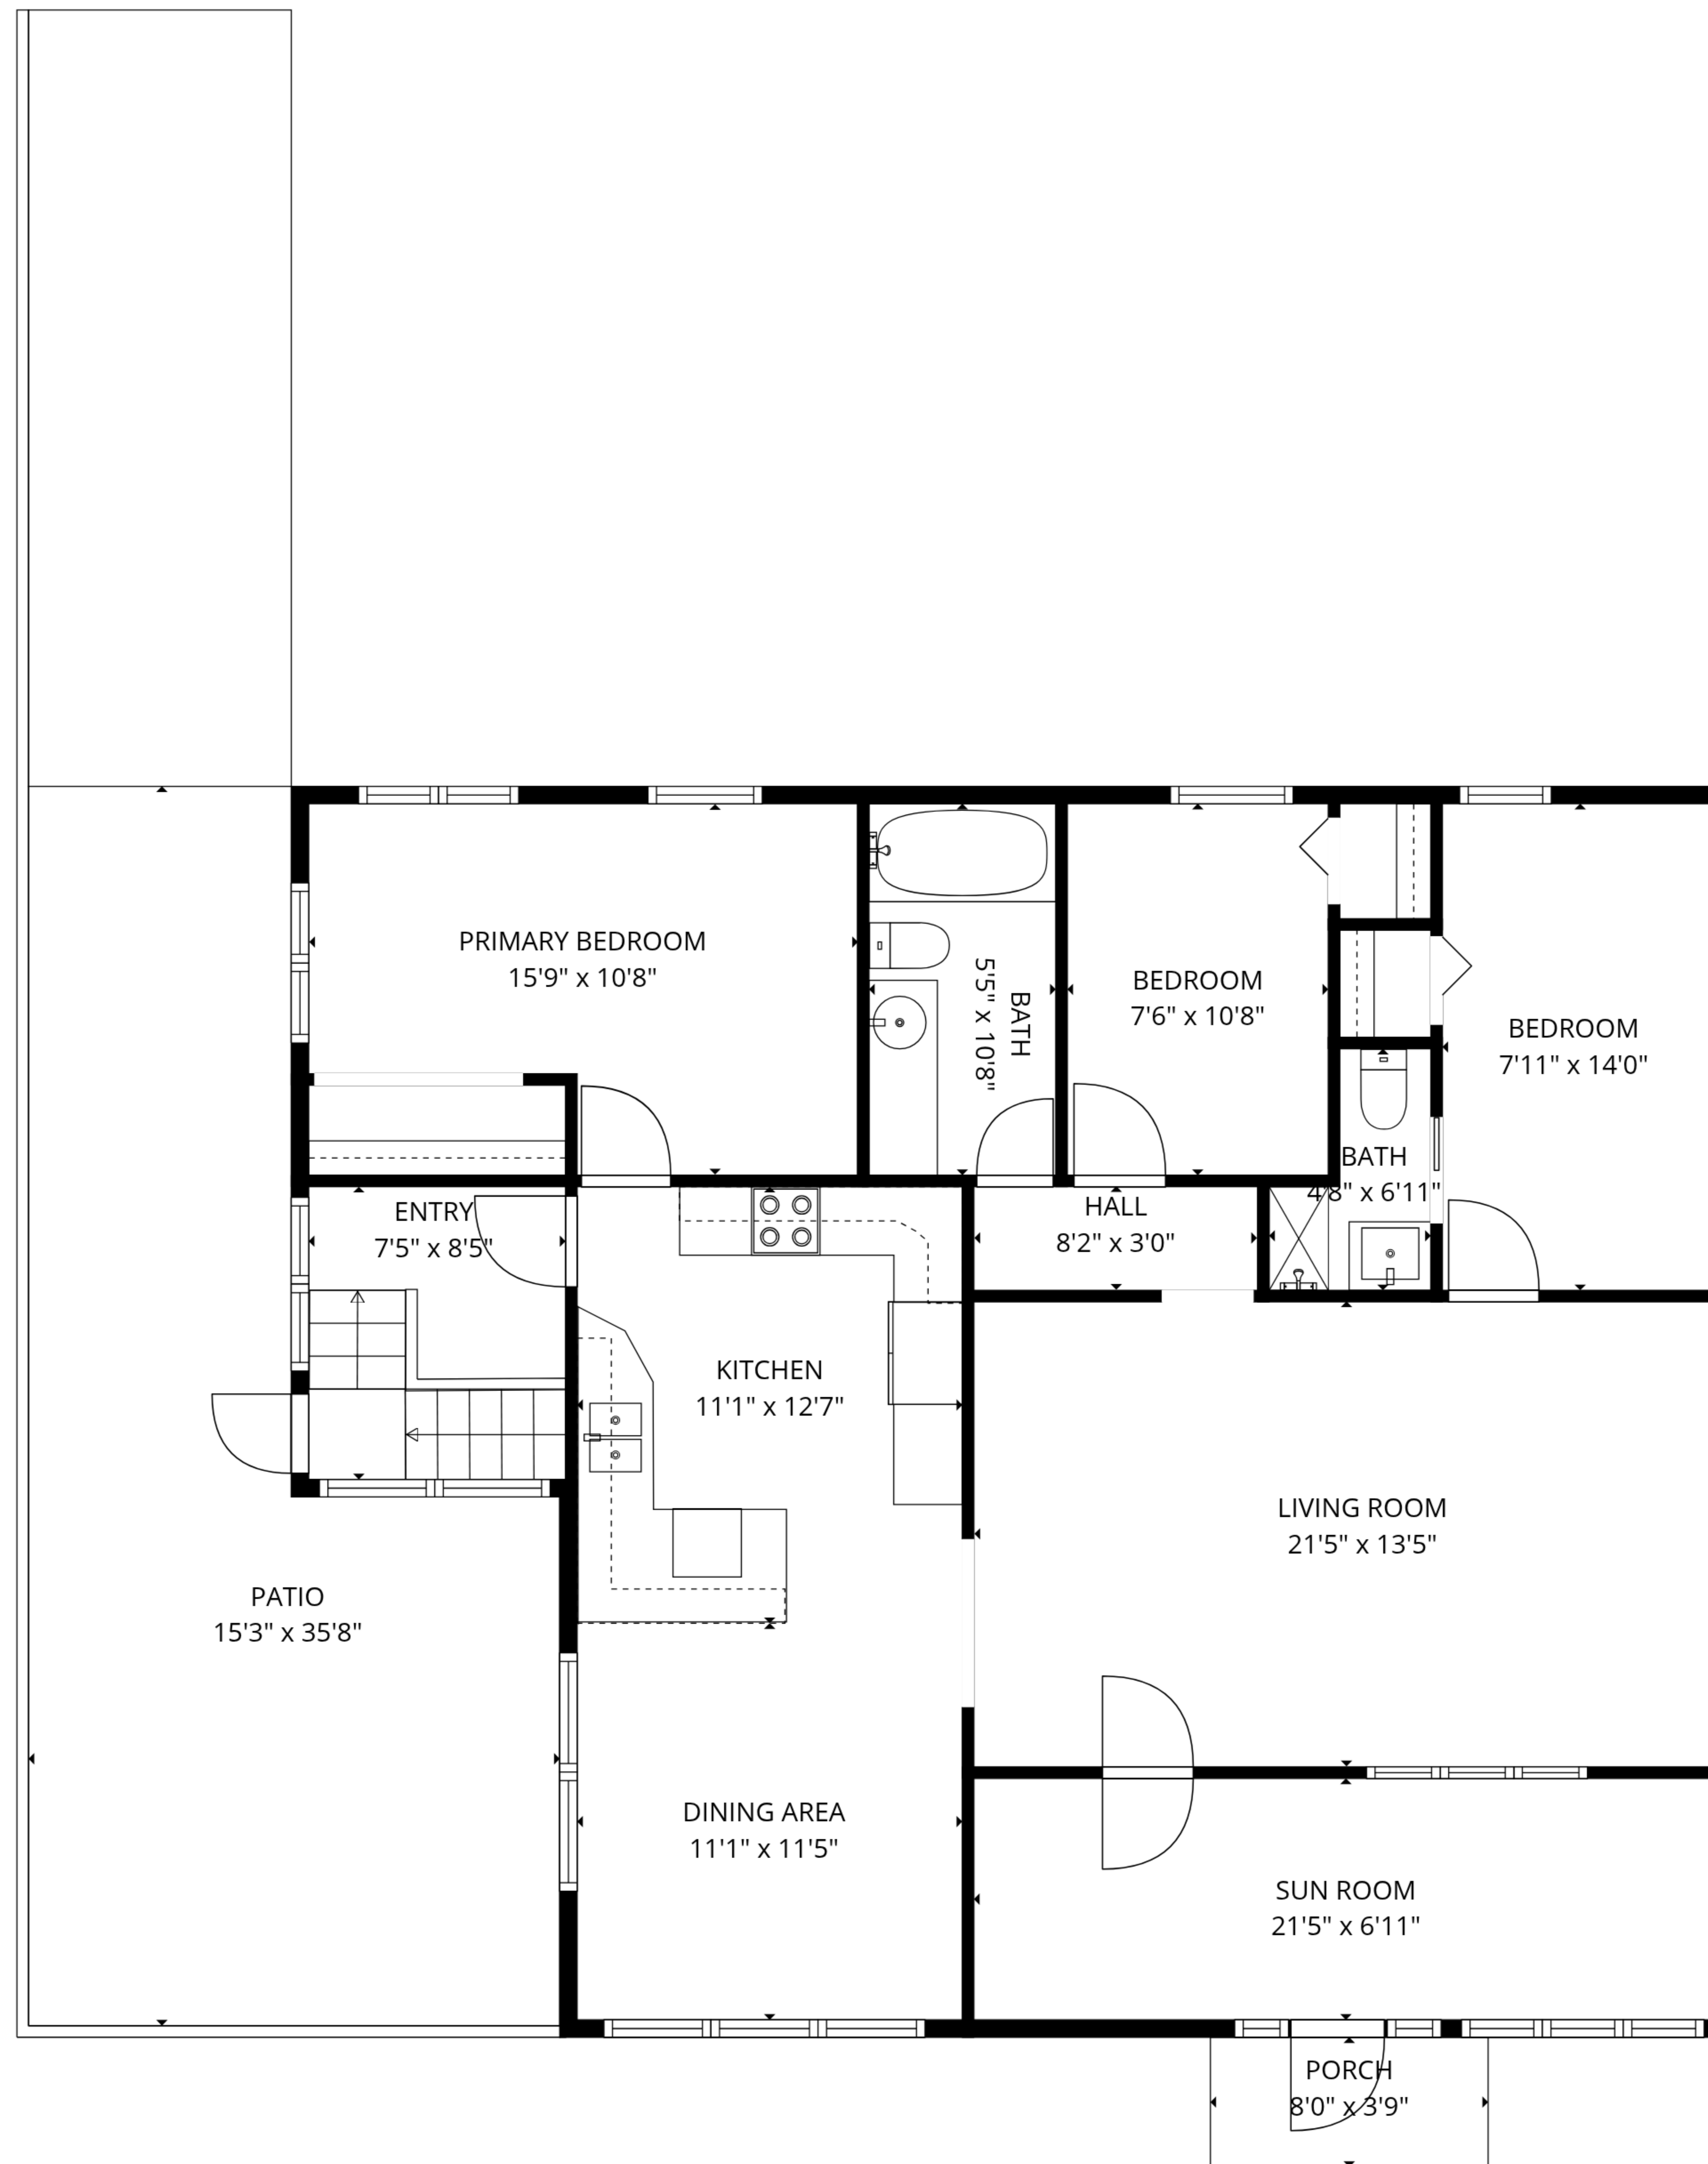 PRIMARY BEDROOM
15'9" x 10'8"
BATH
5'5" x 10'8"
BEDROOM
7'6" x 10'8"
BEDROOM
7'11" x 14'0"
BATH
4'8" x 6'11"
ENTRY
7'5" x 8'5"
HALL
8'2" x 3'0"
KITCHEN
11'1" x 12'7"
LIVING ROOM
21'5" x 13'5"
PATIO
15'3" x 35'8"
DINING AREA
11'1" x 11'5"
SUN ROOM
21'5" x 6'11"
PORCH
8'0" x 3'9"